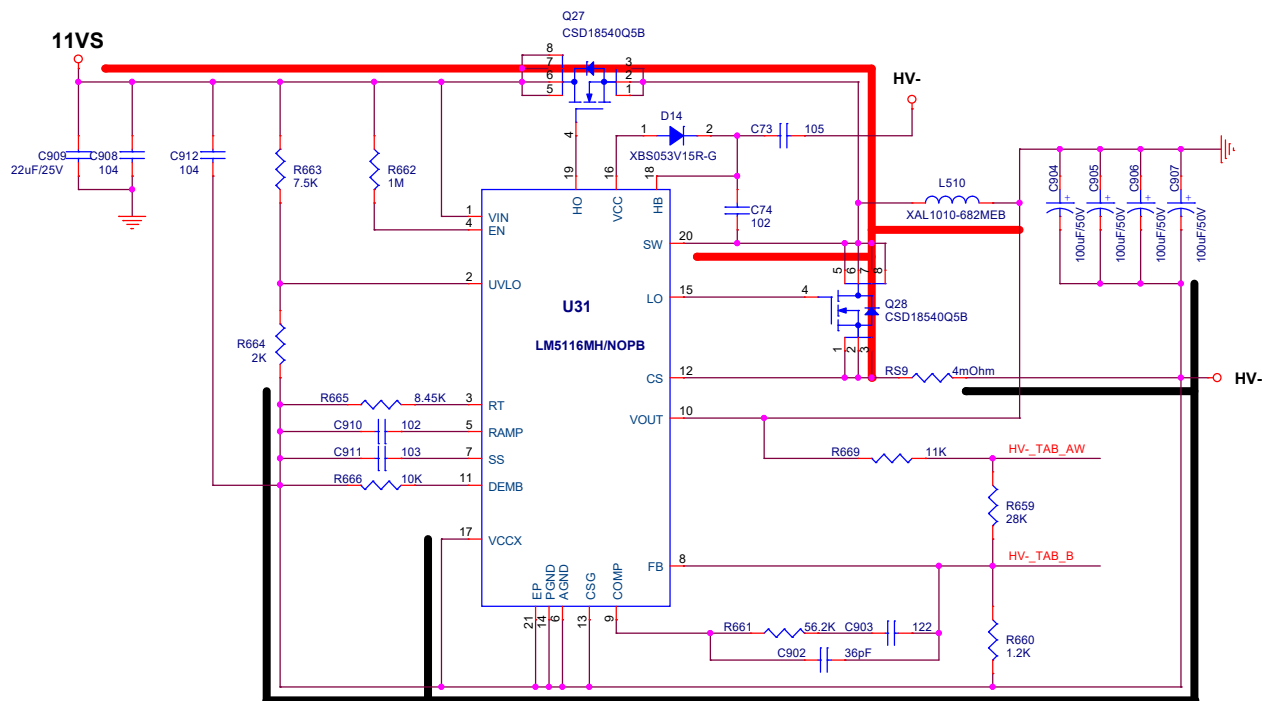 Q27
CSD18540Q5B
11VS
8
7
6
5
3
2
1
4
HV-
D14
1
2
XBS053V15R-G
C73
105
C909
22uF/25V
C908
104
C912
104
R663
7.5K
R662
1M
19
16
18
HO
VCC
HB
C74
102
L510
XAL1010-682MEB
C904
100uF/50V
C905
100uF/50V
C906
100uF/50V
C907
100uF/50V
1
VIN
4
EN
20
SW
5
6
7
8
2
UVLO
15
LO
4
Q28
CSD18540Q5B
U31
LM5116MH/NOPB
R664
2K
1
2
3
12
CS
RS9
4mOhm
HV-
R665
8.45K
3
RT
10
VOUT
C910
102
5
RAMP
C911
103
7
SS
R669
11K
HV-_TAB_AW
R666
10K
11
DEMB
R659
28K
17
VCCX
8
FB
HV-_TAB_B
EP
PGND
AGND
CSG
COMP
21
14
6
13
9
R661
56.2K
C903
122
R660
1.2K
C902
36pF